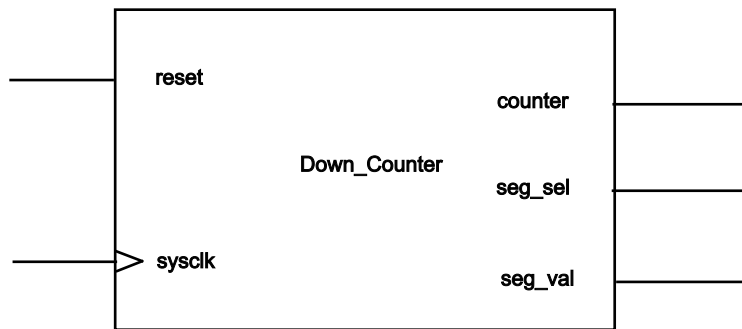 reset
counter
Down_Counter
seg_sel
sysclk
seg_val